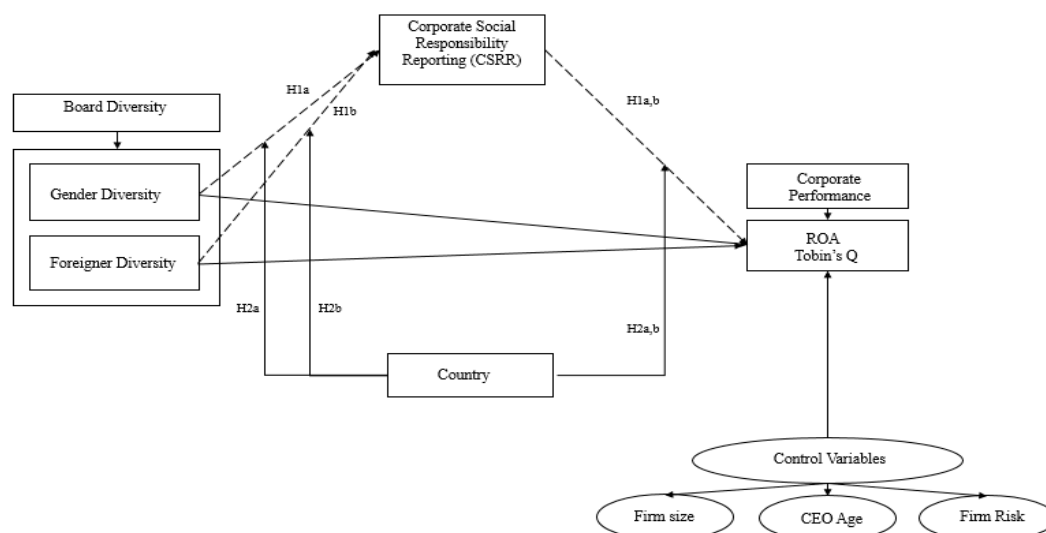 Corporate Social
Responsibility
Reporting (CSRR)
H1a
H1b
H1a,b
Board Diversity
Gender Diversity
Foreigner Diversity
Corporate
Performance
ROA
Tobin's Q
H2a
H2b
H2a,b
Country
Control Variables
Firm size
CEO Age
Firm Risk